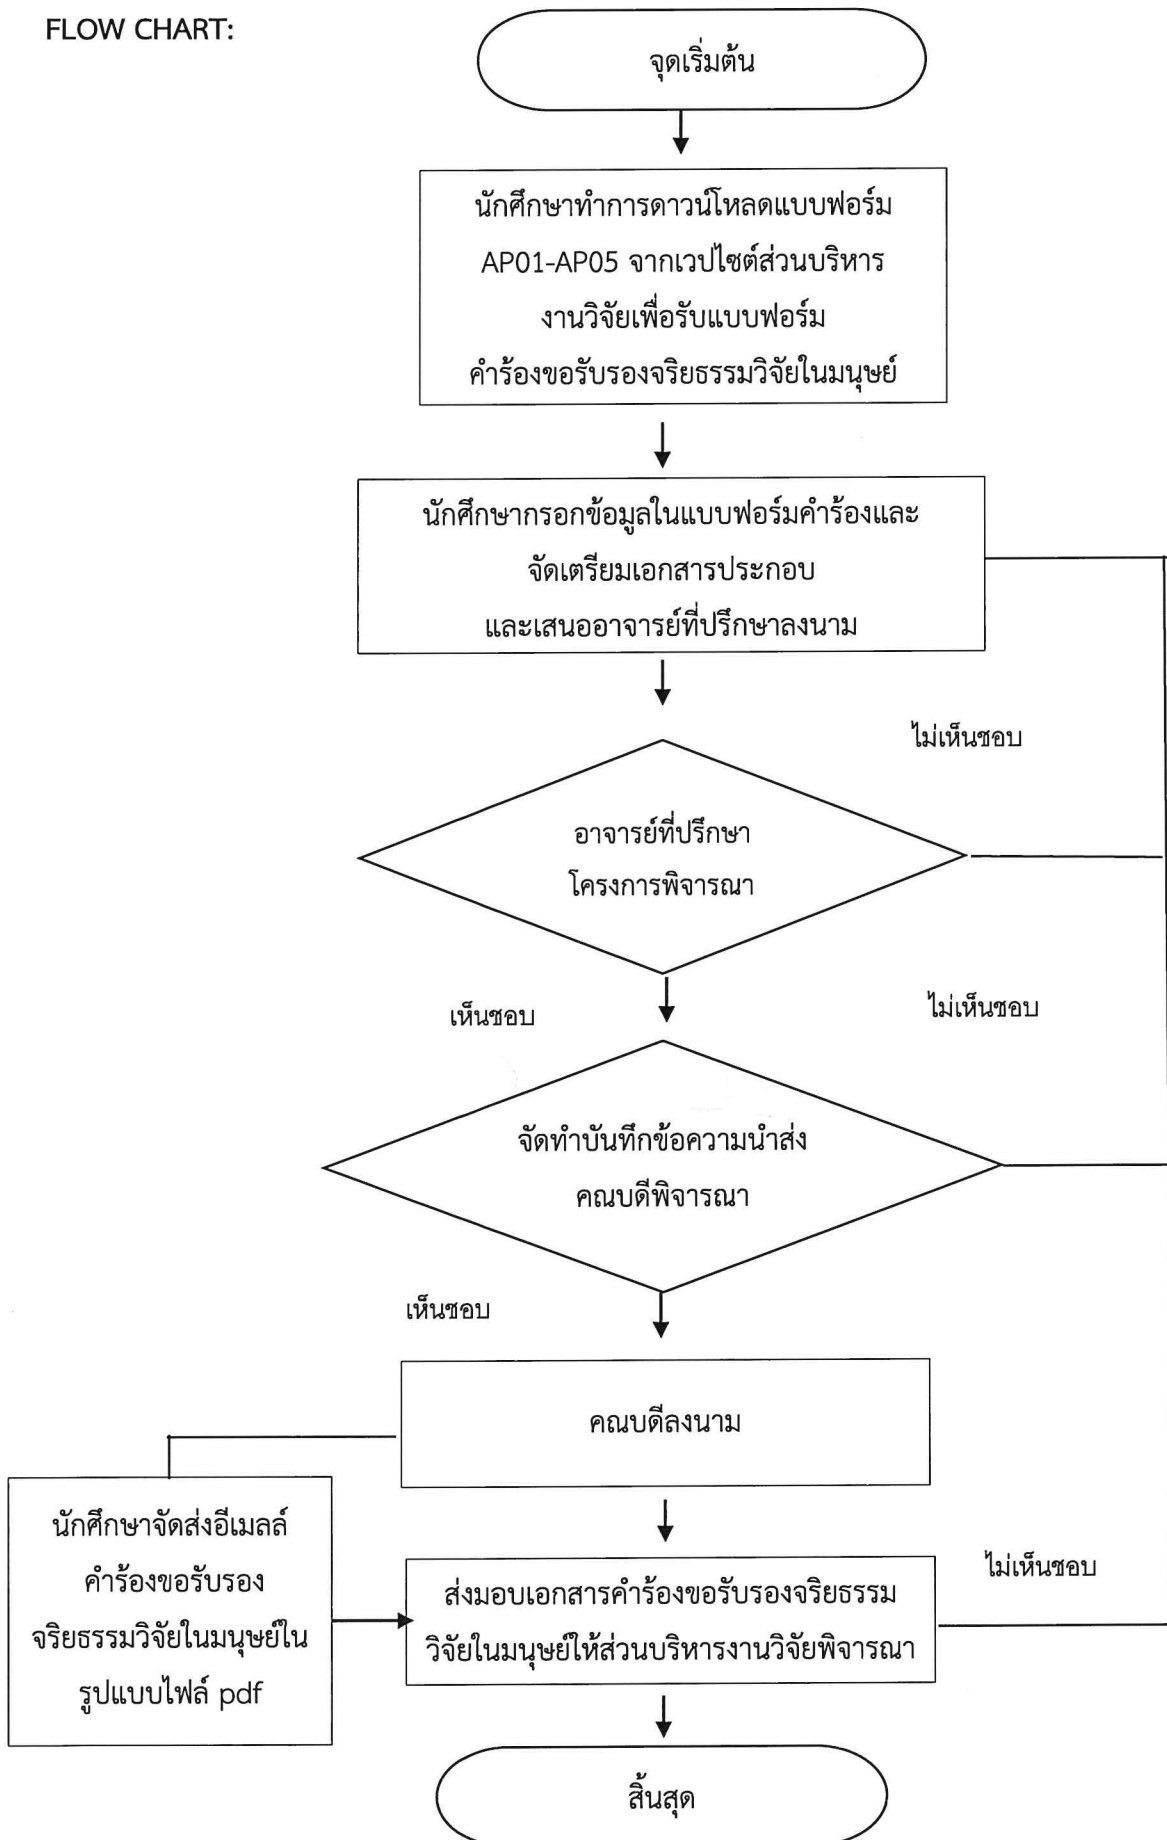 FLOW CHART:
จุดเริ่มต้น
นักศึกษาทำการดาวน์โหลดแบบฟอร์ม
AP01-AP05 จากเวปไซต์ส่วนบริหาร
งานวิจัยเพื่อรับแบบฟอร์ม
คำร้องขอรับรองจริยธรรมวิจัยในมนุษย์
นักศึกษากรอกข้อมูลในแบบฟอร์มคำร้องและ
จัดเตรียมเอกสารประกอบ
และเสนออาจารย์ที่ปรึกษาลงนาม
ไม่เห็นชอบ
อาจารย์ที่ปรึกษา
โครงการพิจารณา
เห็นชอบ
ไม่เห็นชอบ
จัดทำบันทึกข้อความนำส่ง
คณบดีพิจารณา
เห็นชอบ
คณบดีลงนาม
นักศึกษาจัดส่งอีเมลล์
คำร้องขอรับรอง
จริยธรรมวิจัยในมนุษย์ใน
รูปแบบไฟล์ pdf
ส่งมอบเอกสารคำร้องขอรับรองจริยธรรม
วิจัยในมนุษย์ให้ส่วนบริหารงานวิจัยพิจารณา
ไม่เห็นชอบ
สิ้นสุด